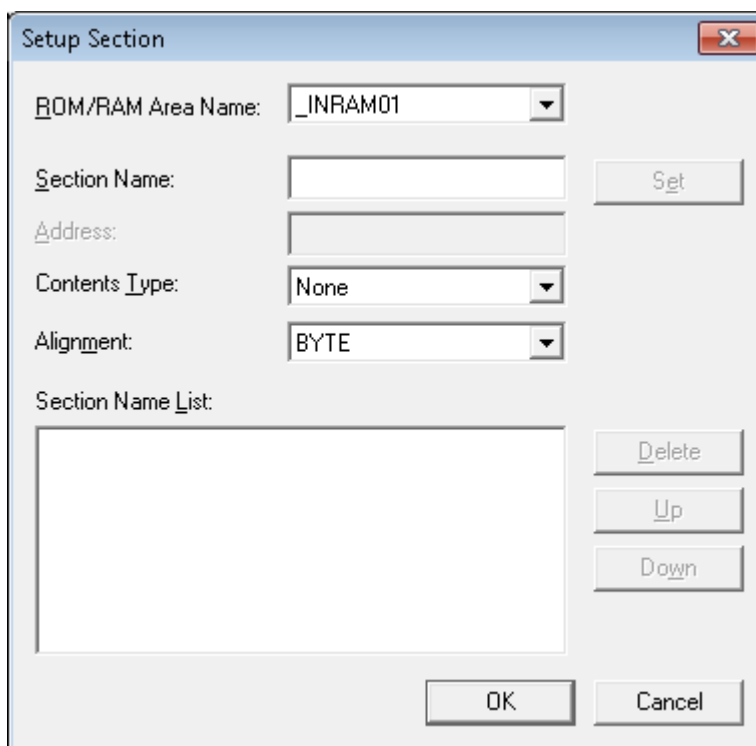 Setup Section
ROM/RAM Area Name: _INRAM01
Section Name: Set
Address:
Contents Type: None
Alignment: BYTE
Section Name List:
Delete
Up
Down
OK Cancel